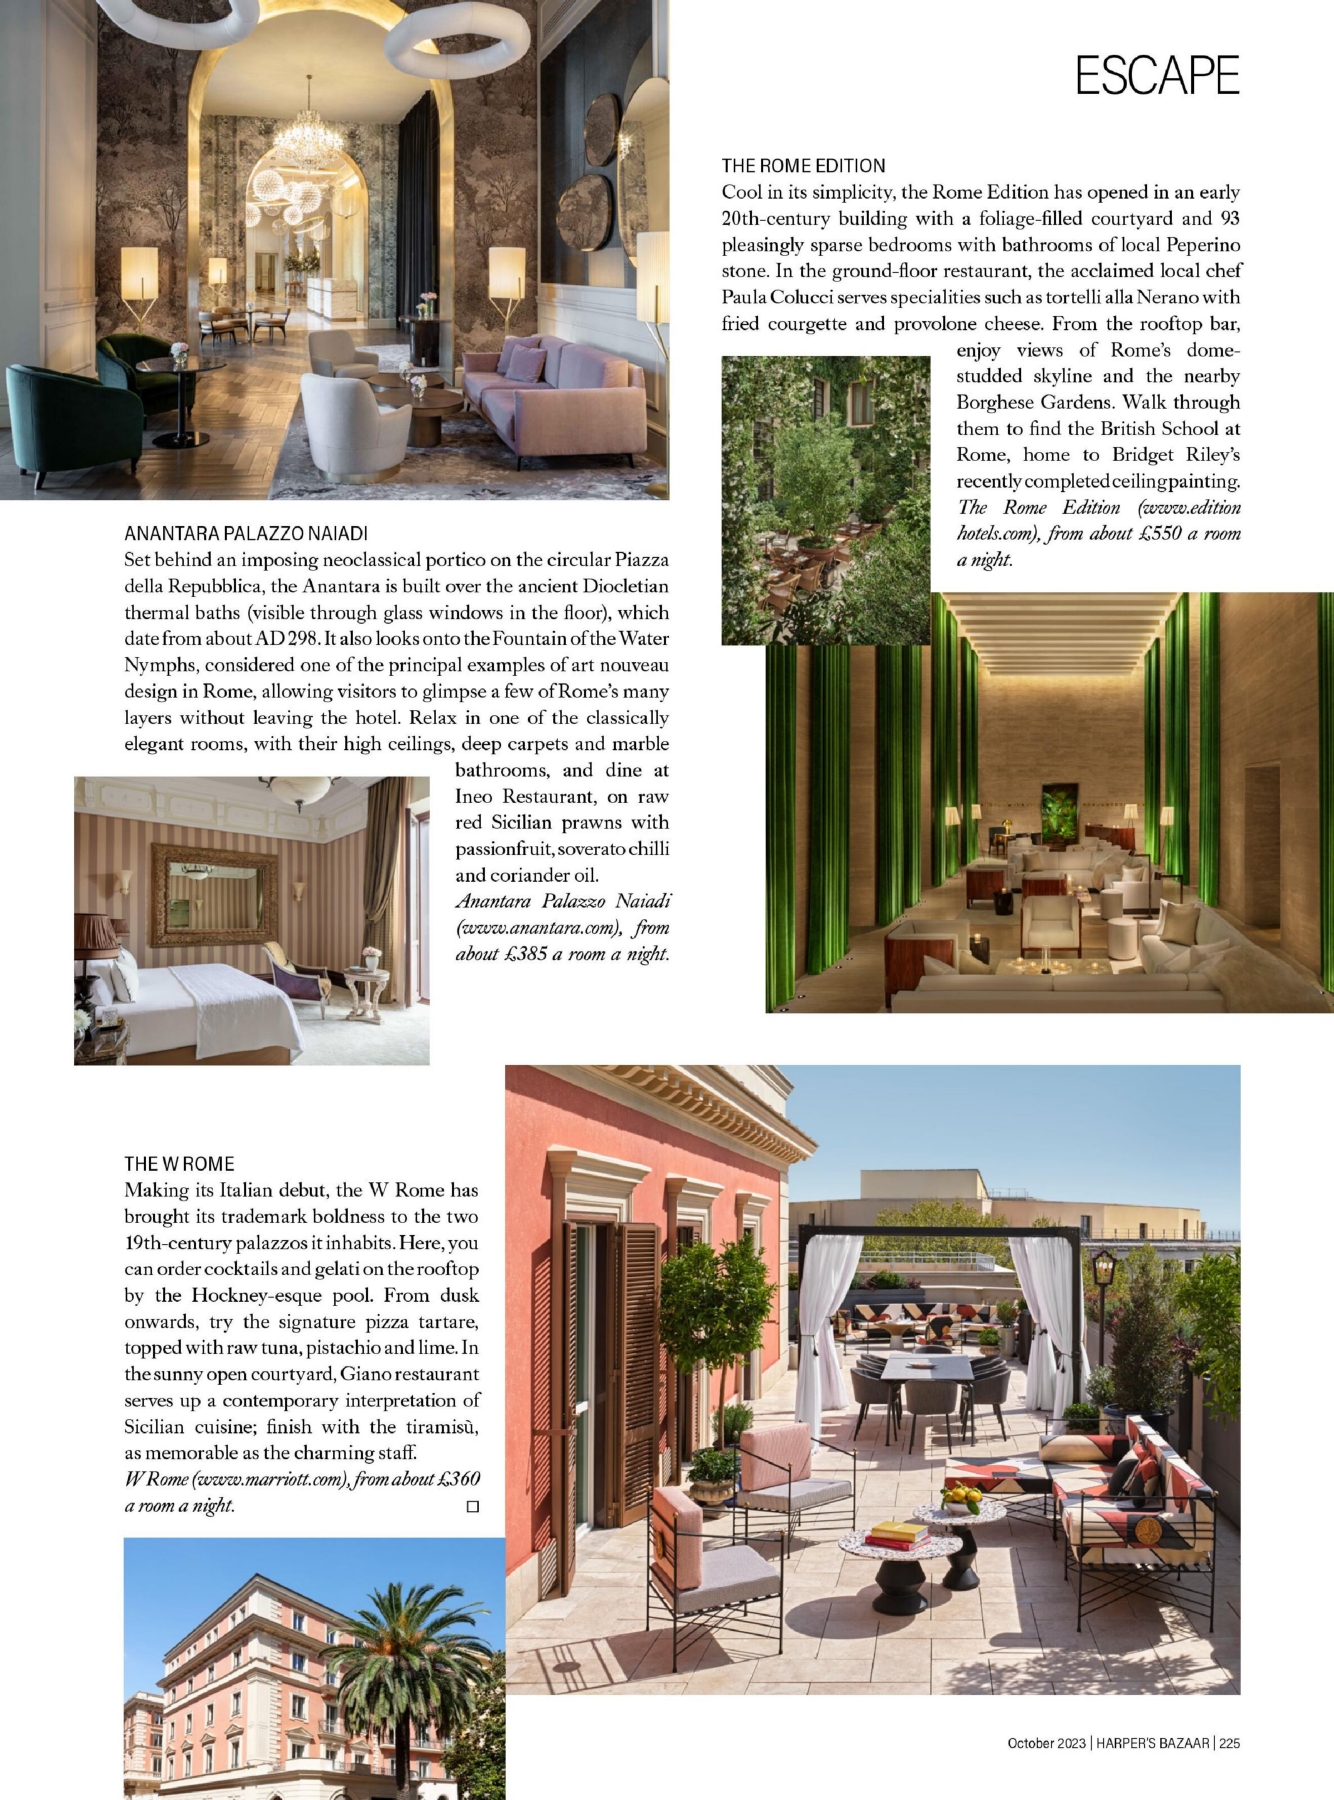 ESCAPE
THE ROME EDITION
Cool in its simplicity, the Rome Edition has opened in an early
20th-century building with a foliage-filled courtyard and 93
pleasingly sparse bedrooms with bathrooms of local Peperino
stone. In the ground-floor restaurant, the acclaimed local chef
Paula Colucci serves specialities such as tortelli alla Nerano with
fried courgette and provolone cheese. From the rooftop bar,
enjoy views of Rome's dome-
studded skyline and the nearby
Borghese Gardens. Walk through
them to find the British School at
Rome, home to Bridget Riley's
recently completed ceiling painting.
The Rome Edition (www.edition
hotels.com), from about £550 a room
a night.
ANANTARA PALAZZO NAIADI
Set behind an imposing neoclassical portico on the circular Piazza
della Repubblica, the Anantara is built over the ancient Diocletian
thermal baths (visible through glass windows in the floor), which
date from about AD 298. It also looks onto the Fountain of the Water
Nymphs, considered one of the principal examples of art nouveau
design in Rome, allowing visitors to glimpse a few of Rome's many
layers without leaving the hotel. Relax in one of the classically
elegant rooms, with their high ceilings, deep carpets and marble
bathrooms, and dine at
Ineo Restaurant, on raw
red Sicilian prawns with
passionfruit, soverato chilli
and coriander oil.
Anantara Palazzo Naiadi
(www.anantara.com), from
about £385 a room a night.
THE W ROME
Making its Italian debut, the W Rome has
brought its trademark boldness to the two
19th-century palazzos it inhabits. Here, you
can order cocktails and gelati on the rooftop
by the Hockney-esque pool. From dusk
onwards, try the signature pizza tartare,
topped with raw tuna, pistachio and lime. In
the sunny open courtyard, Giano restaurant
serves up a contemporary interpretation of
Sicilian cuisine; finish with the tiramisù,
as memorable as the charming staff.
W Rome (www.marriott.com), from about £360
a room a night. □
October 2023 | HARPER'S BAZAAR | 225